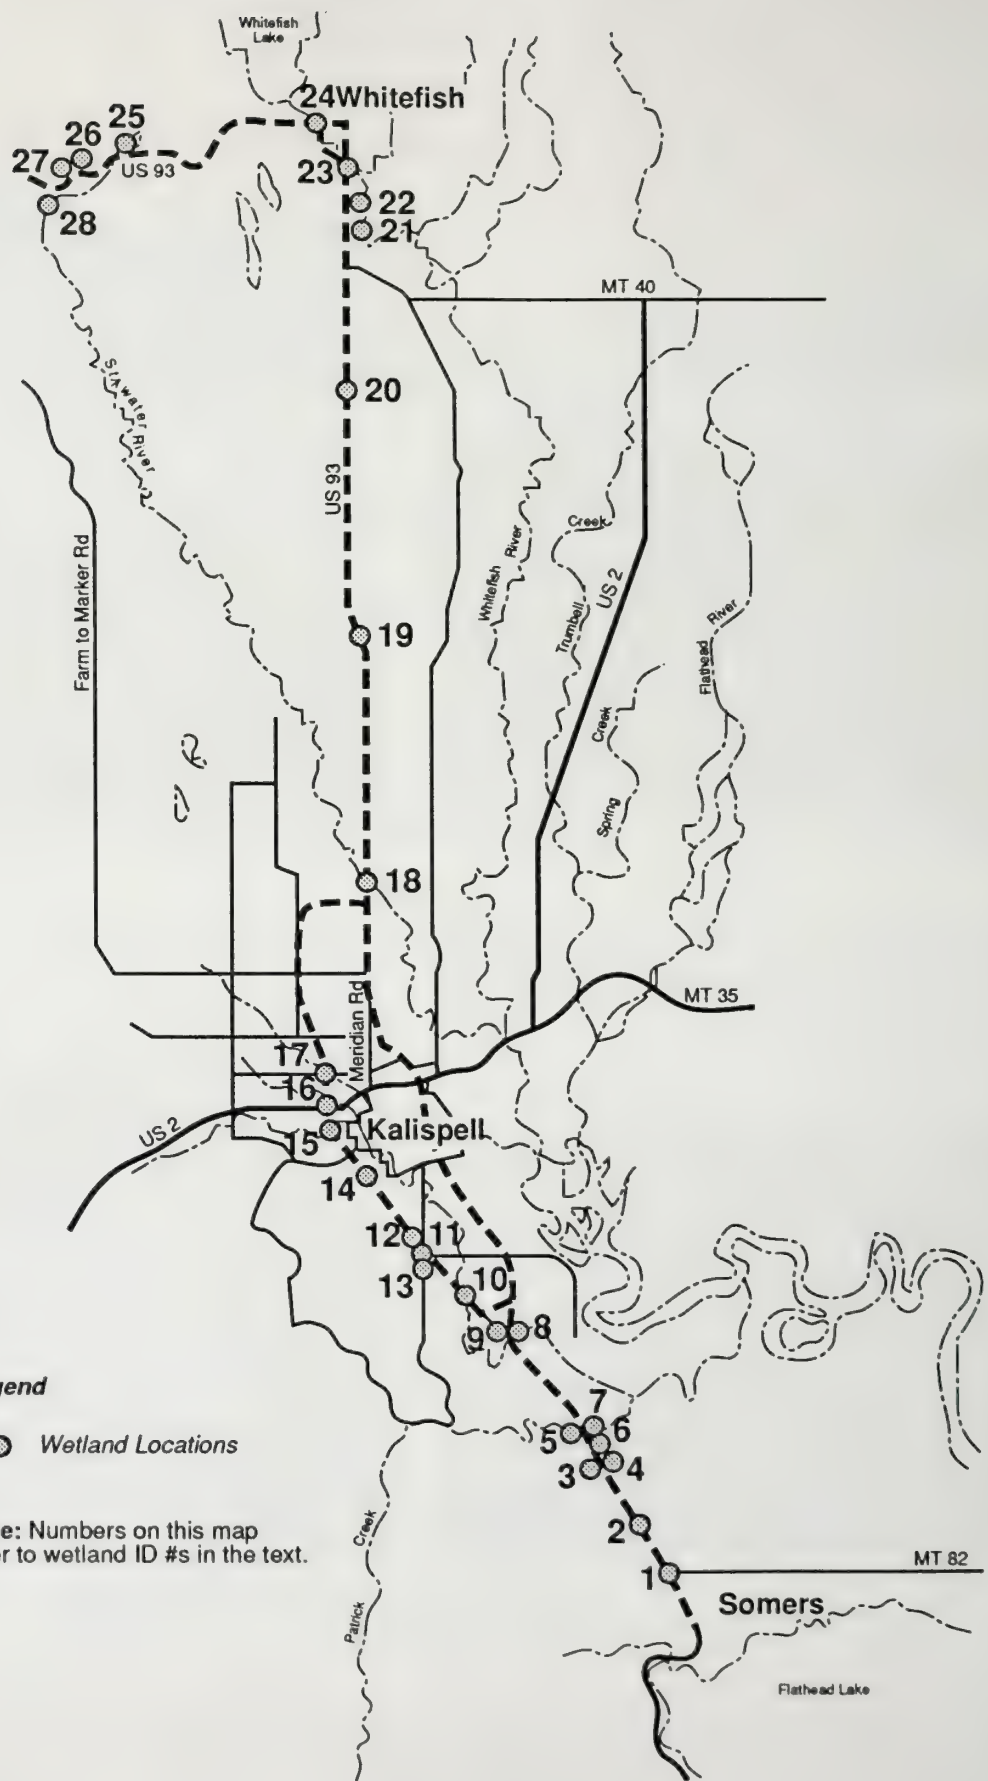 Whitefish
Lake
24
Whitefish
25
26
27
US 93
23
28
22
21
MT 40
20
River
US 93
Farm to Marker Rd
Creek
Whitefish River
US 2
Trumbell
River
Flathead
19
Creek
Spring
18
MT 35
Meridian Rd
17
16
US 2
15
Kalispell
14
12
11
13
10
9
8
gend
7
5
6
Wetland Locations
3
4
e: Numbers on this map
er to wetland ID #s in the text.
2
Creek
MT 82
1
Somers
Patrick
Flathead Lake